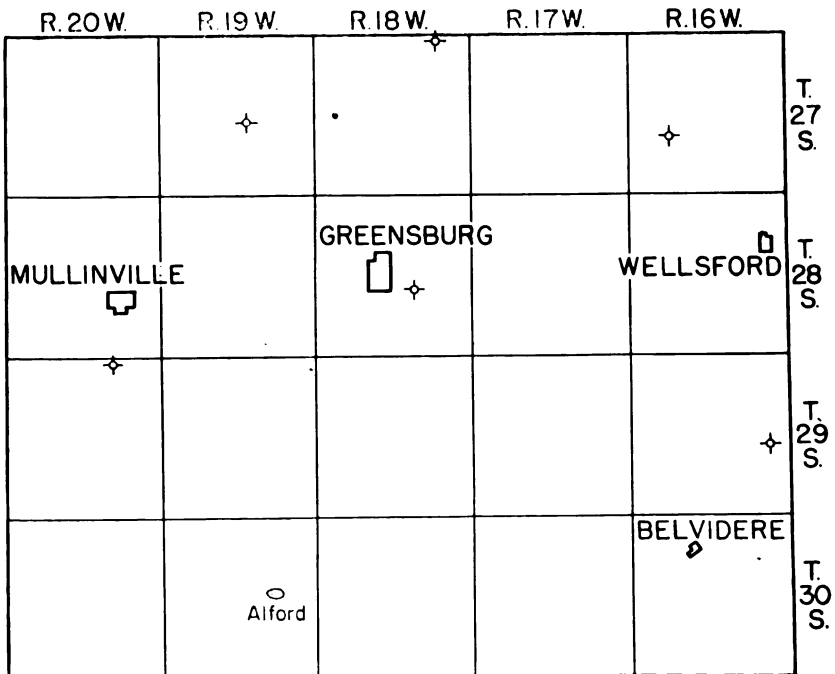 R.20W. R.19W. R.18W. R.17W. R.16W.
T.
27
S.
GREENSBURG
MULLINVILLE
WELLSFORD
T.
28
S.
T.
29
S.
BELVIDERE
T.
30
S.
Alford